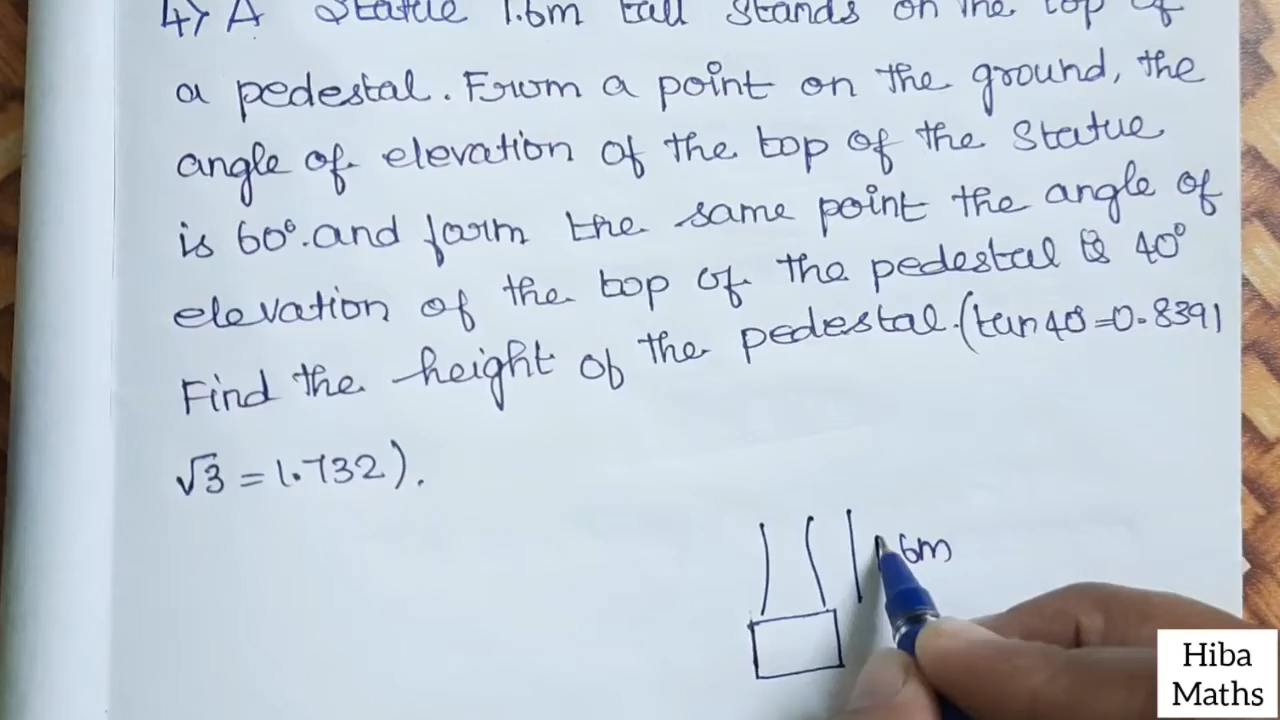 4) A Statue 1.6m tall stands on the top of
a pedestal. From a point on the ground, the
angle of elevation of the top of the Statue
is 60°. and form the same point the angle of
elevation of the top of the pedestal is 40°
Find the height of the pedestal. (tan40=0.8391
√3 = 1.732).
6m
Hiba
Maths